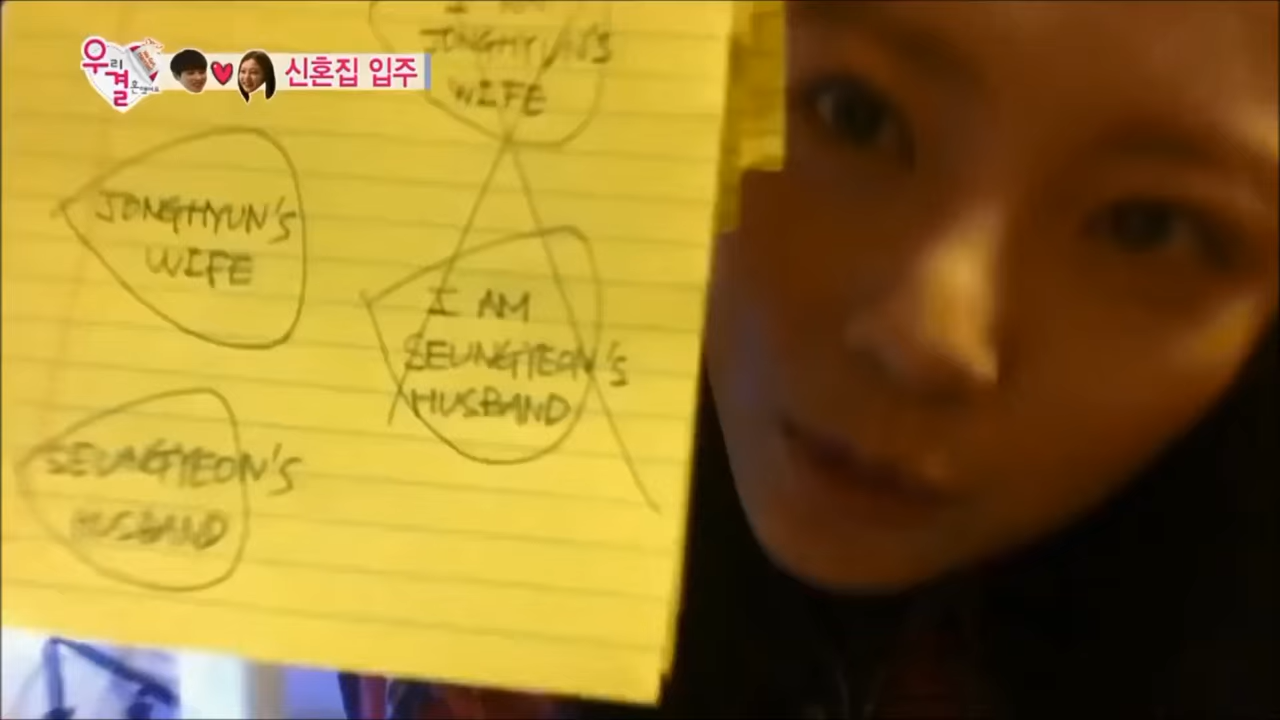 우리
결혼했어요
신혼집 입주
JONGHYUN'S
WIFE
JONGHYUN'S
WIFE
I AM
SEUNGYEON'S
HUSBAND
SEUNGYEON'S
HUSBAND